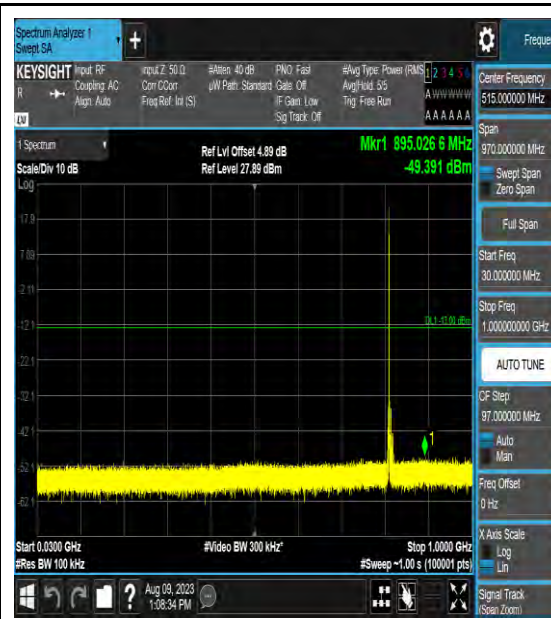 Spectrum Analyzer 1
Swept SA
+
Freque
KEYSIGHT Input: RF Input Z: 50 Ω #Atten: 40 dB PNO: Fast #Avg Type: Power (RMS 1 2 3 4 5 6
R Coupling: AC Corr CCorr µW Path: Standard Gate: Off Avg|Hold: 5/5 A W W W W W
Align: Auto Freq Ref: Int (S) IF Gain: Low Trig: Free Run
Sig Track: Off A A A A A A
LXI
Center Frequency
515.000000 MHz
1 Spectrum
Ref Lvl Offset 4.89 dB
Mkr1 895.026 6 MHz
Scale/Div 10 dB
Ref Level 27.89 dBm
-49.391 dBm
Log
Span
970.000000 MHz
Swept Span
Zero Span
Full Span
17.9
7.89
-2.11
-12.1
DL1 -13.00 dBm
-22.1
-32.1
-42.1
1
-52.1
-62.1
Start Freq
30.000000 MHz
Stop Freq
1.000000000 GHz
AUTO TUNE
CF Step
97.000000 MHz
Auto
Man
Freq Offset
0 Hz
X Axis Scale
Log
Lin
Signal Track
(Span Zoom)
Start 0.0300 GHz
#Video BW 300 kHz*
Stop 1.0000 GHz
#Res BW 100 kHz
#Sweep ~1.00 s (100001 pts)
?
Aug 09, 2023
1:08:34 PM